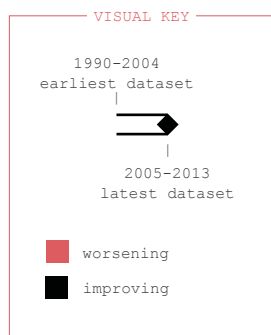 VISUAL KEY
1990-2004
earliest dataset
2005-2013
latest dataset
worsening
improving